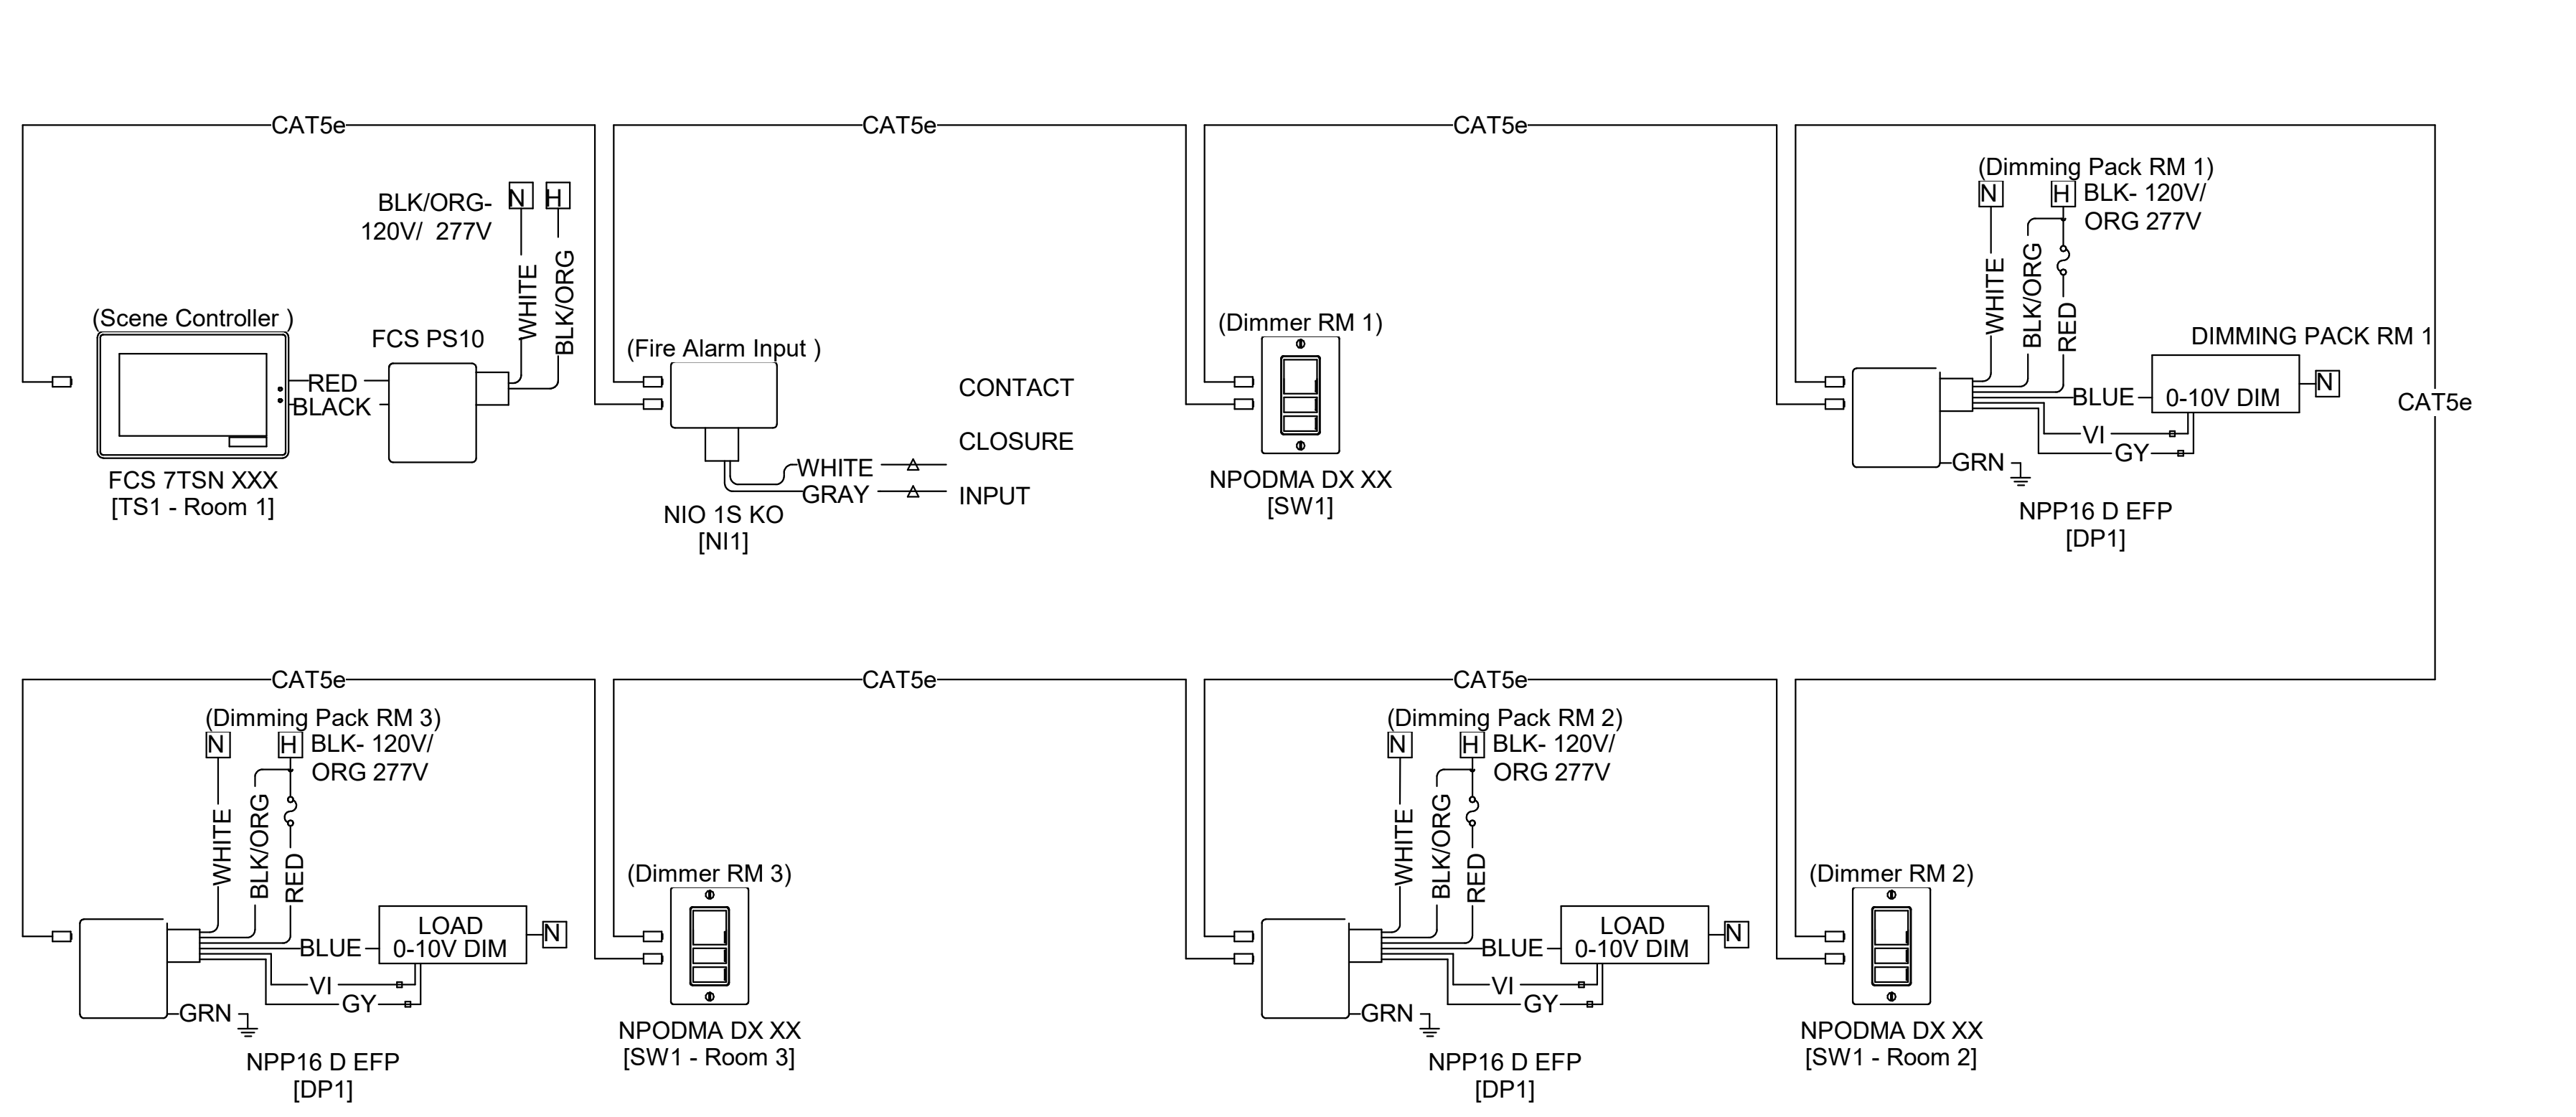 CAT5e
CAT5e
CAT5e
BLK/ORG-
120V/ 277V
N
H
WHITE
BLK/ORG
(Scene Controller )
FCS PS10
RED
BLACK
FCS 7TSN XXX
[TS1 - Room 1]
(Fire Alarm Input )
CONTACT
CLOSURE
INPUT
WHITE
GRAY
NIO 1S KO
[NI1]
(Dimmer RM 1)
NPODMA DX XX
[SW1]
(Dimming Pack RM 1)
N
H
BLK- 120V/
ORG 277V
WHITE
BLK/ORG
RED
DIMMING PACK RM 1
BLUE
0-10V DIM
N
VI
GY
GRN
NPP16 D EFP
[DP1]
CAT5e
CAT5e
CAT5e
CAT5e
(Dimming Pack RM 3)
N
H
BLK- 120V/
ORG 277V
WHITE
BLK/ORG
RED
BLUE
LOAD
0-10V DIM
N
VI
GY
GRN
NPP16 D EFP
[DP1]
(Dimmer RM 3)
NPODMA DX XX
[SW1 - Room 3]
(Dimming Pack RM 2)
N
H
BLK- 120V/
ORG 277V
WHITE
BLK/ORG
RED
BLUE
LOAD
0-10V DIM
N
VI
GY
GRN
NPP16 D EFP
[DP1]
(Dimmer RM 2)
NPODMA DX XX
[SW1 - Room 2]